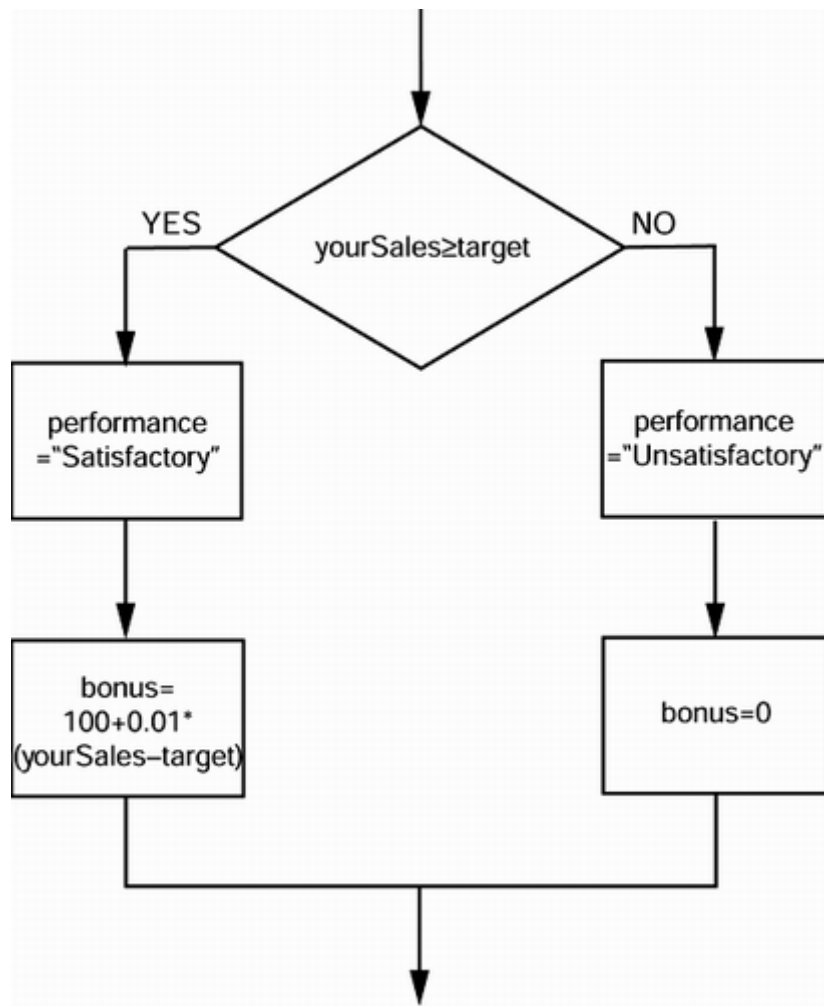 yourSales≥target
YES
NO
performance
="Satisfactory"
performance
="Unsatisfactory"
bonus=
100+0.01*
(yourSales–target)
bonus=0